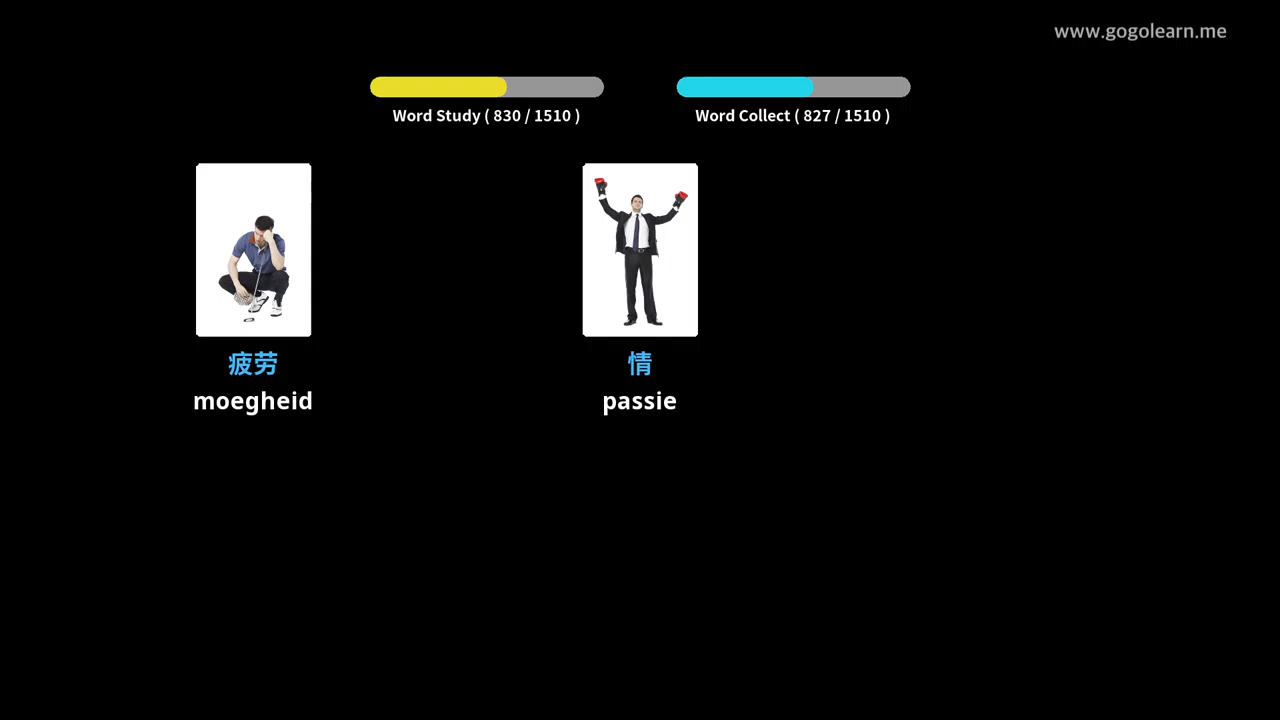 www.gogolearn.me
Word Study ( 830 / 1510 )
Word Collect ( 827 / 1510 )
疲劳
moegheid
情
passie